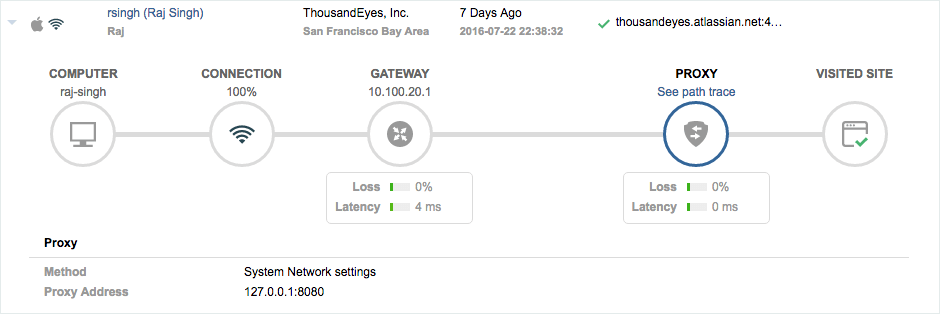 rsingh (Raj Singh) ThousandEyes, Inc. 7 Days Ago thousandeyes.atlassian.net:4…
Raj San Francisco Bay Area 2016-07-22 22:38:32
COMPUTER CONNECTION GATEWAY PROXY VISITED SITE
raj-singh 100% 10.100.20.1 See path trace
Loss 0% Loss 0%
Latency 4 ms Latency 0 ms
Proxy
Method System Network settings
Proxy Address 127.0.0.1:8080